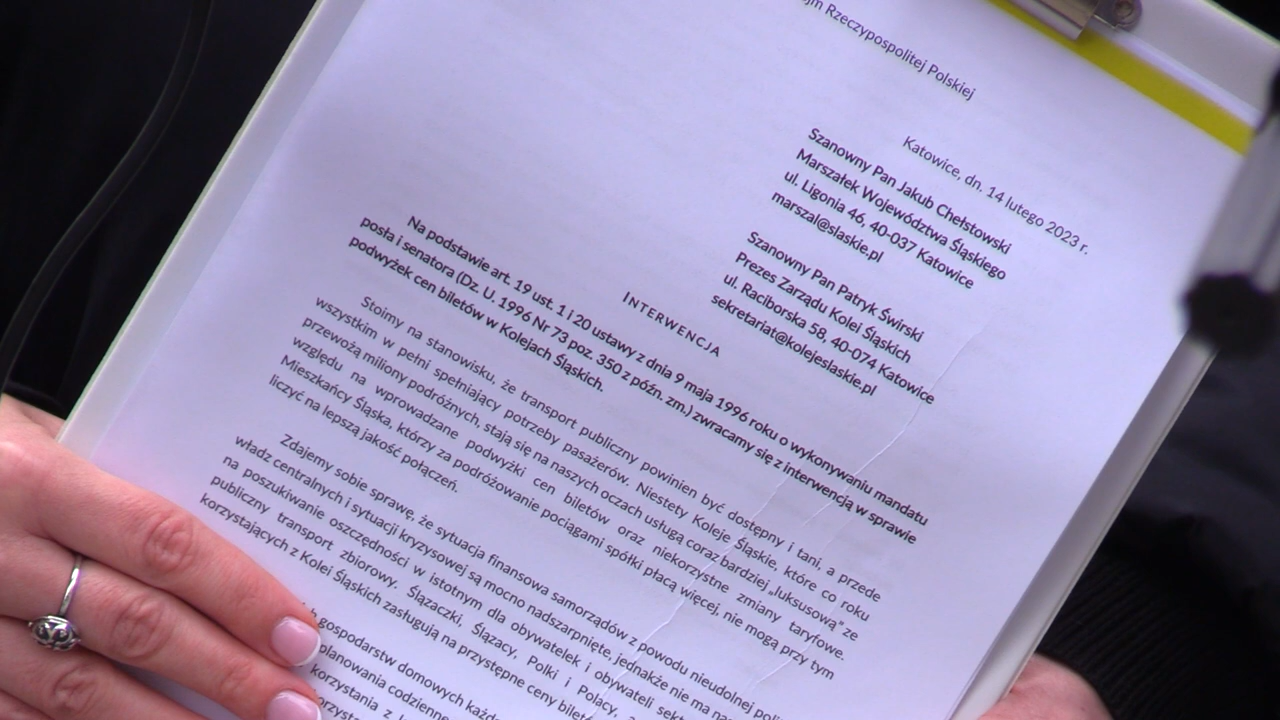 Rzeczypospolitej Polskiej
Katowice, dn. 14 lutego 2023 r.
Szanowny Pan Jakub Chełstowski
Marszałek Województwa Śląskiego
ul. Ligonia 46, 40-037 Katowice
marszal@slaskie.pl
Szanowny Pan Patryk Świrski
Prezes Zarządu Kolei Śląskich
ul. Raciborska 58, 40-074 Katowice
sekretariat@kolejeslaskie.pl
INTERWENCJA
Na podstawie art. 19 ust. 1 i 20 ustawy z dnia 9 maja 1996 roku o wykonywaniu mandatu
posła i senatora (Dz. U. 1996 Nr 73 poz. 350 z późn. zm.) zwracamy się z interwencją w sprawie
podwyżek cen biletów w Kolejach Śląskich.
Stoimy na stanowisku, że transport publiczny powinien być dostępny i tani, a przede
wszystkim w pełni spełniający potrzeby pasażerów. Niestety Koleje Śląskie, które co roku
przewożą miliony podróżnych, stają się na naszych oczach usługą coraz bardziej „luksusową” ze
względu na wprowadzane podwyżki cen biletów oraz niekorzystne zmiany taryfowe.
Mieszkańcy Śląska, którzy za podróżowanie pociągami spółki płacą więcej, nie mogą przy tym
liczyć na lepszą jakość połączeń.
Zdajemy sobie sprawę, że sytuacja finansowa samorządów z powodu nieudolnej
władz centralnych i sytuacji kryzysowej są mocno nadszarpnięte, jednakże nie ma
na poszukiwanie oszczędności w istotnym dla obywatelek i obywateli
publiczny transport zbiorowy. Ślązaczki, Ślązacy, Polki i Polacy,
korzystających z Kolei Śląskich zasługują na przystępne ceny
gospodarstw domowych
planowania
korzystania z